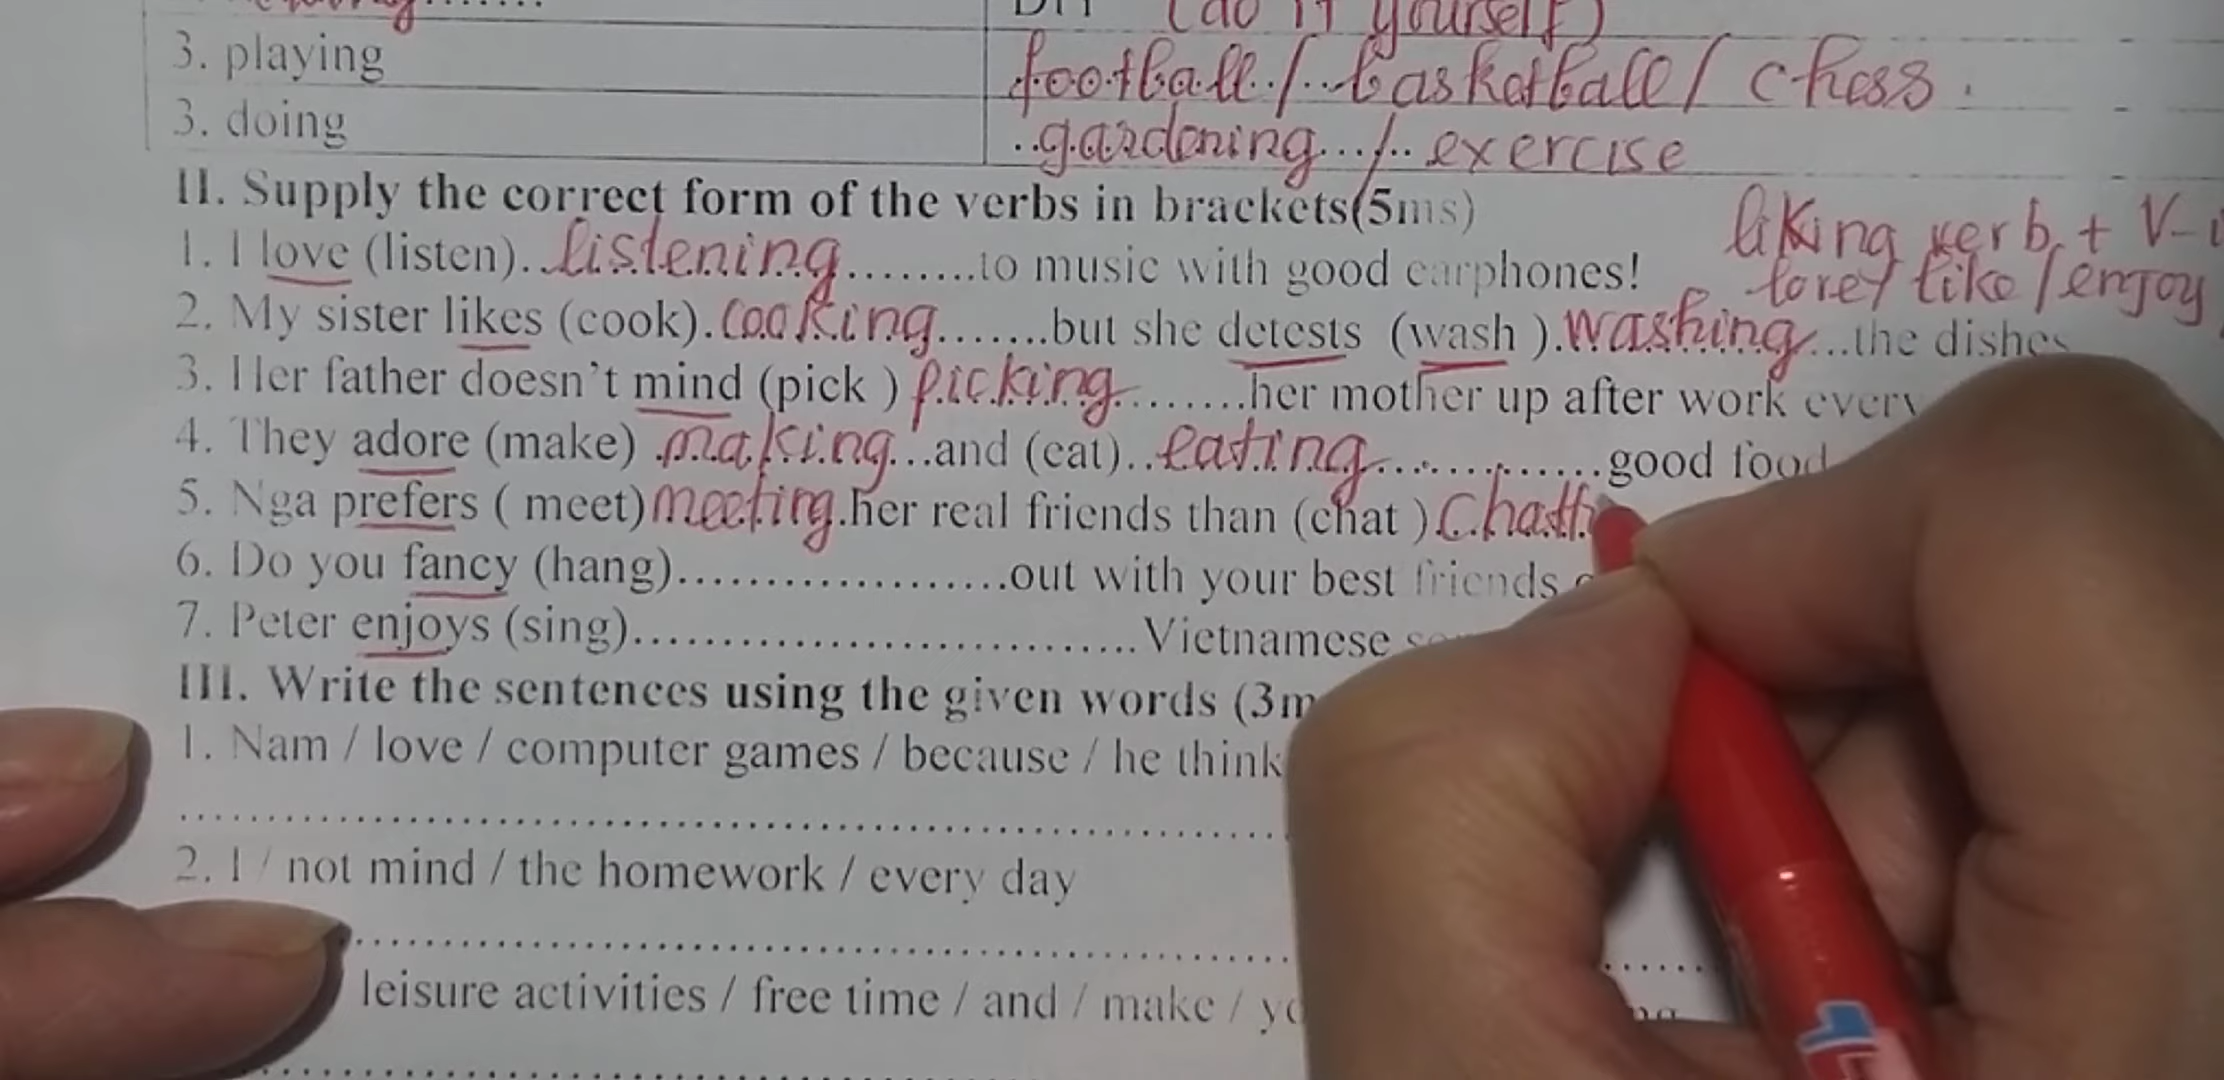 (do it yourself)
3. playing football / basketball / chess.
3. doing gardening / exercise
II. Supply the correct form of the verbs in brackets(5ms)
liking verb + V-
1. I love (listen) listening to music with good earphones!
love / like / enjoy
2. My sister likes (cook). cooking but she detests (wash ). washing the dishes
3. Her father doesn't mind (pick ) picking her mother up after work every
4. They adore (make) making and (eat) eating good food
5. Nga prefers ( meet) meeting her real friends than (chat ) chatti
6. Do you fancy (hang) out with your best friends
7. Peter enjoys (sing) Vietnamese
III. Write the sentences using the given words (3m
1. Nam / love / computer games / because / he think
2. I / not mind / the homework / every day
leisure activities / free time / and / make /